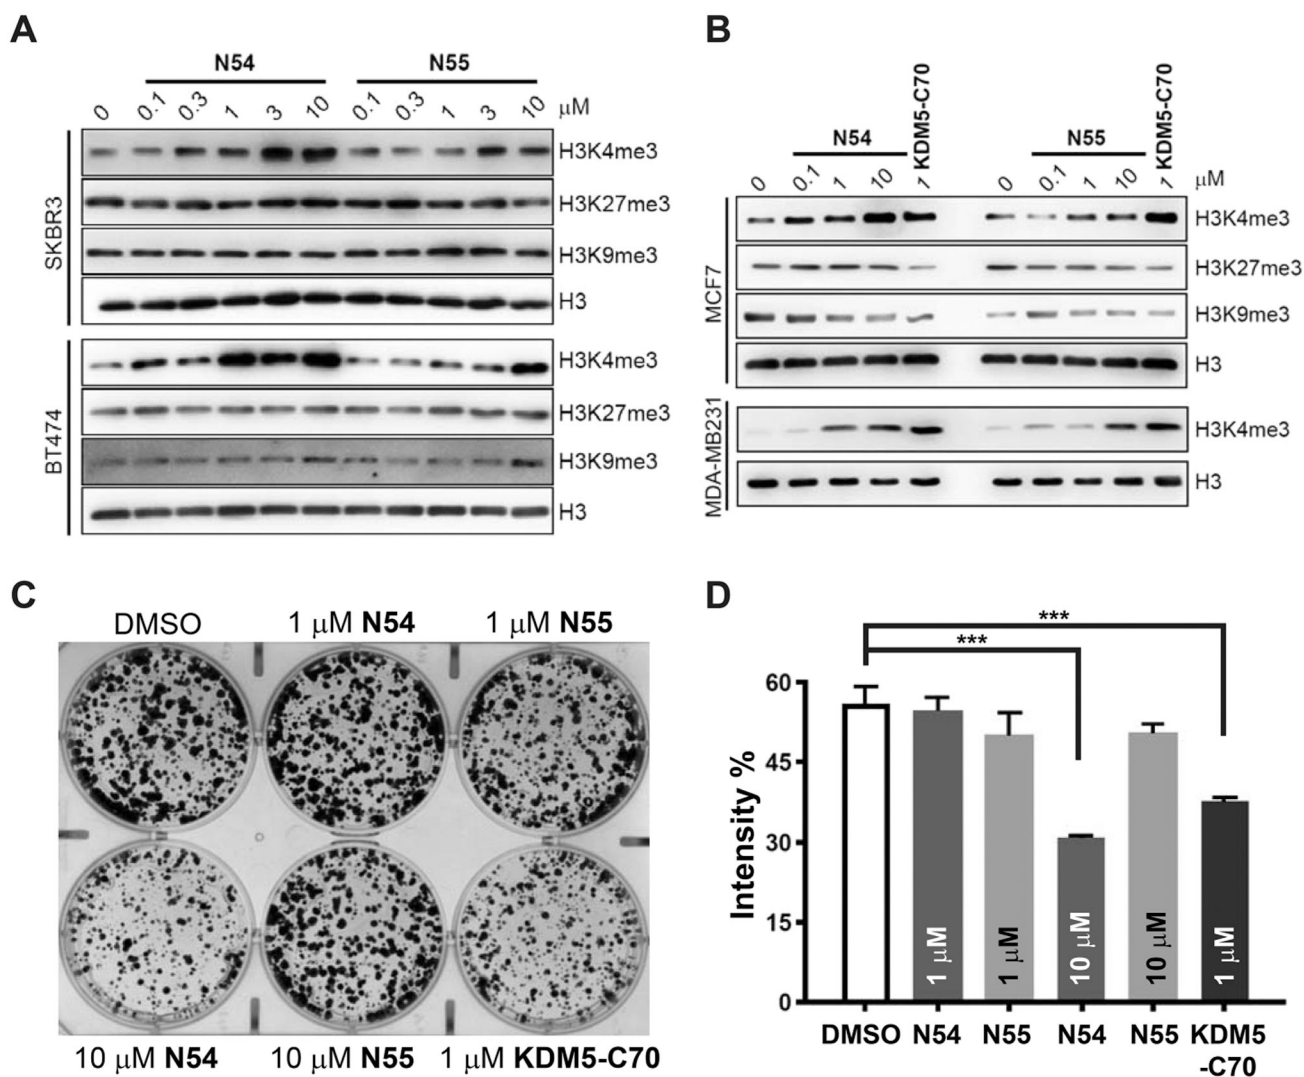 A
N54 N55
0 0.1 0.3 1 3 10 0.1 0.3 1 3 10 μM
SKBR3
H3K4me3
H3K27me3
H3K9me3
H3
BT474
H3K4me3
H3K27me3
H3K9me3
H3
B
N54 KDM5-C70 N55 KDM5-C70
0 0.1 1 10 1 0 0.1 1 10 1 μM
MCF7
H3K4me3
H3K27me3
H3K9me3
H3
MDA-MB231
H3K4me3
H3
C
DMSO 1 μM N54 1 μM N55
10 μM N54 10 μM N55 1 μM KDM5-C70
D
***
***
Intensity %
60
45
30
15
0
1 μM 1 μM 10 μM 10 μM 1 μM
DMSO N54 N55 N54 N55 KDM5
-C70